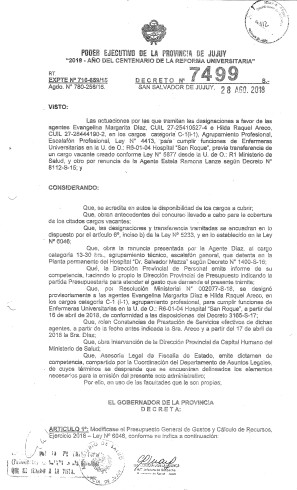 PODER EJECUTIVO DE LA PROVINCIA DE JUJUY
"2018 - AÑO DEL CENTENARIO DE LA REFORMA UNIVERSITARIA"
RT.
EXPTE Nº 716-659/15
DECRETO Nº 7499 S.-
Agdo. Nº 780-256/15.
SAN SALVADOR DE JUJUY, 28 AGO. 2018
VISTO:
Las actuaciones por las que tramitan las designaciones a favor de las
agentes Evangelina Margarita Diaz, CUIL 27-25410527-4 e Hilda Raquel Areco,
CUIL 27-24494190-2, en los cargos categoría C-1(i-1), Agrupamiento Profesional,
Escalafón Profesional, Ley Nº 4413, para cumplir funciones de Enfermeras
Universitarias en la U. de O.: R6-01-04 Hospital "San Roque", previa transferencia de
un cargo vacante creado conforme Ley Nº 5877 desde la U. de O.: R1 Ministerio de
Salud, y otro por renuncia de la Agente Estela Ramona Lanze según Decreto Nº
8112-S-15; y
CONSIDERANDO:
Que, se acredita en autos la disponibilidad de los cargos a cubrir;
Que, obran antecedentes del concurso llevado a cabo para la cobertura
de los citados cargos vacantes;
Que, las designaciones y transferencia tramitadas se encuentran en lo
dispuesto por el artículo 6º, inciso b) de la Ley Nº 5233, y en lo establecido en la Ley
Nº 6046;
Que, obra la renuncia presentada por la Agente Diaz, al cargo
categoría 13-30 hrs., agrupamiento técnico, escalafón general, que detenta en la
Planta permanente del Hospital "Dr. Salvador Mazza" según Decreto Nº 1400-S-16;
Que, la Dirección Provincial de Personal emite informe de su
competencia, haciendo lo propio la Dirección Provincial de Presupuesto indicando la
partida Presupuestaria para atender el gasto que demande el presente trámite;
Que, por Resolución Ministerial Nº 002077-S-18, se designó
provisoriamente a las agentes Evangelina Margarita Diaz e Hilda Raquel Areco, en
los cargos categoría C-1 (i-1), agrupamiento profesional, para cumplir funciones de
Enfermeras Universitarias en la U. de O.: R6-01-04 Hospital "San Roque", a partir del
16 de abril de 2018, de conformidad a las disposiciones del Decreto 3166-S-17;
Que, rolan Constancias de Prestación de Servicios efectivos de dichas
agentes, a partir de la fecha antes indicada la Sra. Areco y a partir del 17 de abril de
2018 la Sra. Diaz;
Que, obra intervención de la Dirección Provincial de Capital Humano del
Ministerio de Salud,
Que, Asesoría Legal de Fiscalía de Estado, emite dictamen de
competencia, compartido por la Coordinación del Departamento de Asuntos Legales,
de cuyos términos se desprende que se encuentran delineados los elementos
necesarios para la emisión del presente acto administrativo;
Por ello, en uso de las facultades que le son propias;
EL GOBERNADOR DE LA PROVINCIA
D E C R E T A:
ARTICULO 1º: Modifícase el Presupuesto General de Gastos y Cálculo de Recursos,
Ejercicio 2018 – Ley Nº 6046, conforme se indica a continuación: